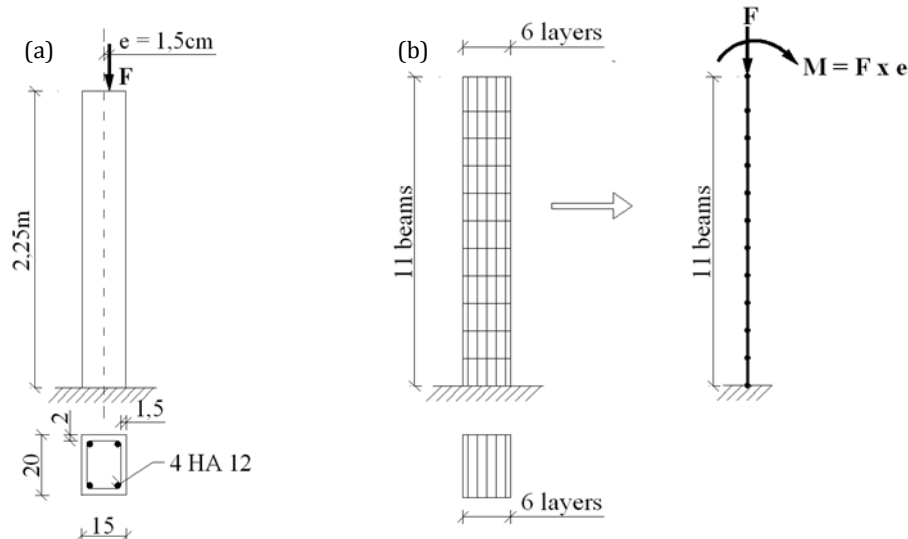 (a)
e = 1,5cm
F
2,25m
2
1,5
20
4 HA 12
15
(b)
6 layers
11 beams
6 layers
F
M = F x e
11 beams